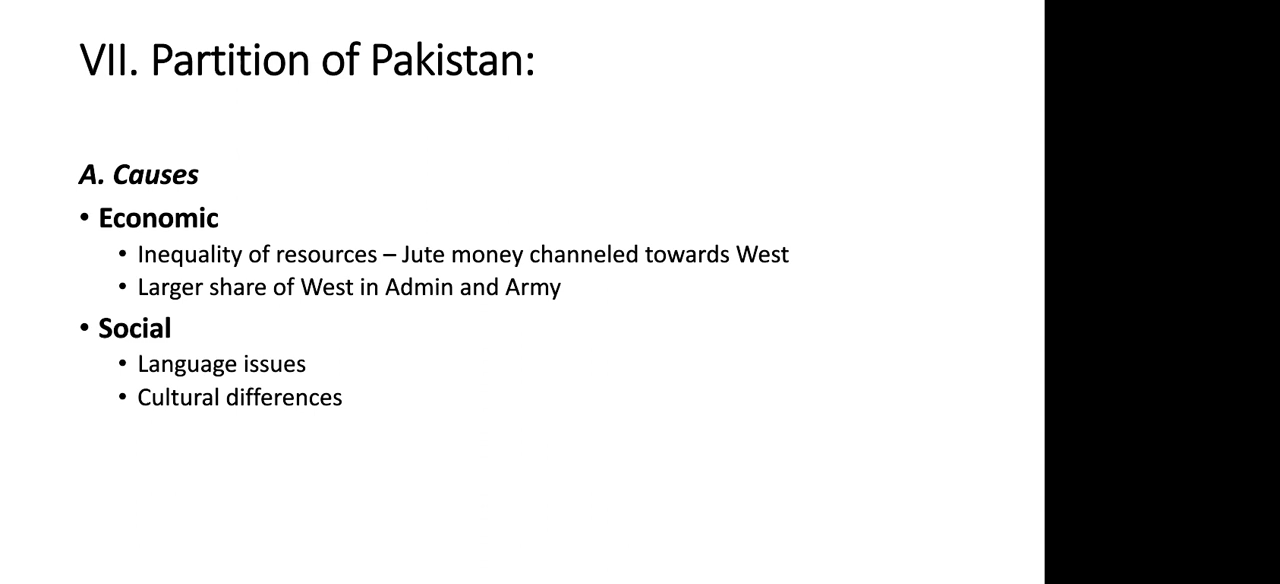 VII. Partition of Pakistan:
A. Causes
• Economic
• Inequality of resources – Jute money channeled towards West
• Larger share of West in Admin and Army
• Social
• Language issues
• Cultural differences